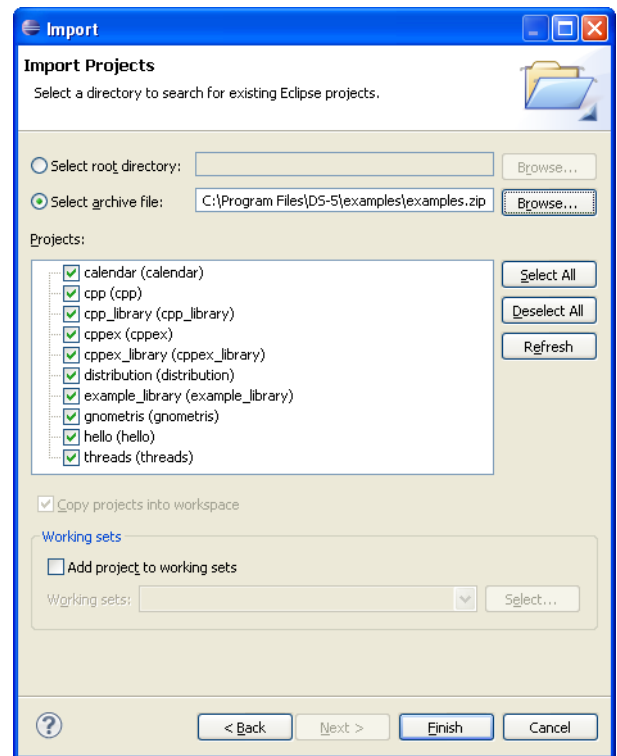 Import
Import Projects
Select a directory to search for existing Eclipse projects.
Select root directory:
Browse...
Select archive file:
C:\Program Files\DS-5\examples\examples.zip
Browse...
Projects:
calendar (calendar)
cpp (cpp)
cpp_library (cpp_library)
cppex (cppex)
cppex_library (cppex_library)
distribution (distribution)
example_library (example_library)
gnometris (gnometris)
hello (hello)
threads (threads)
Select All
Deselect All
Refresh
Copy projects into workspace
Working sets
Add project to working sets
Working sets:
Select...
?
< Back
Next >
Finish
Cancel